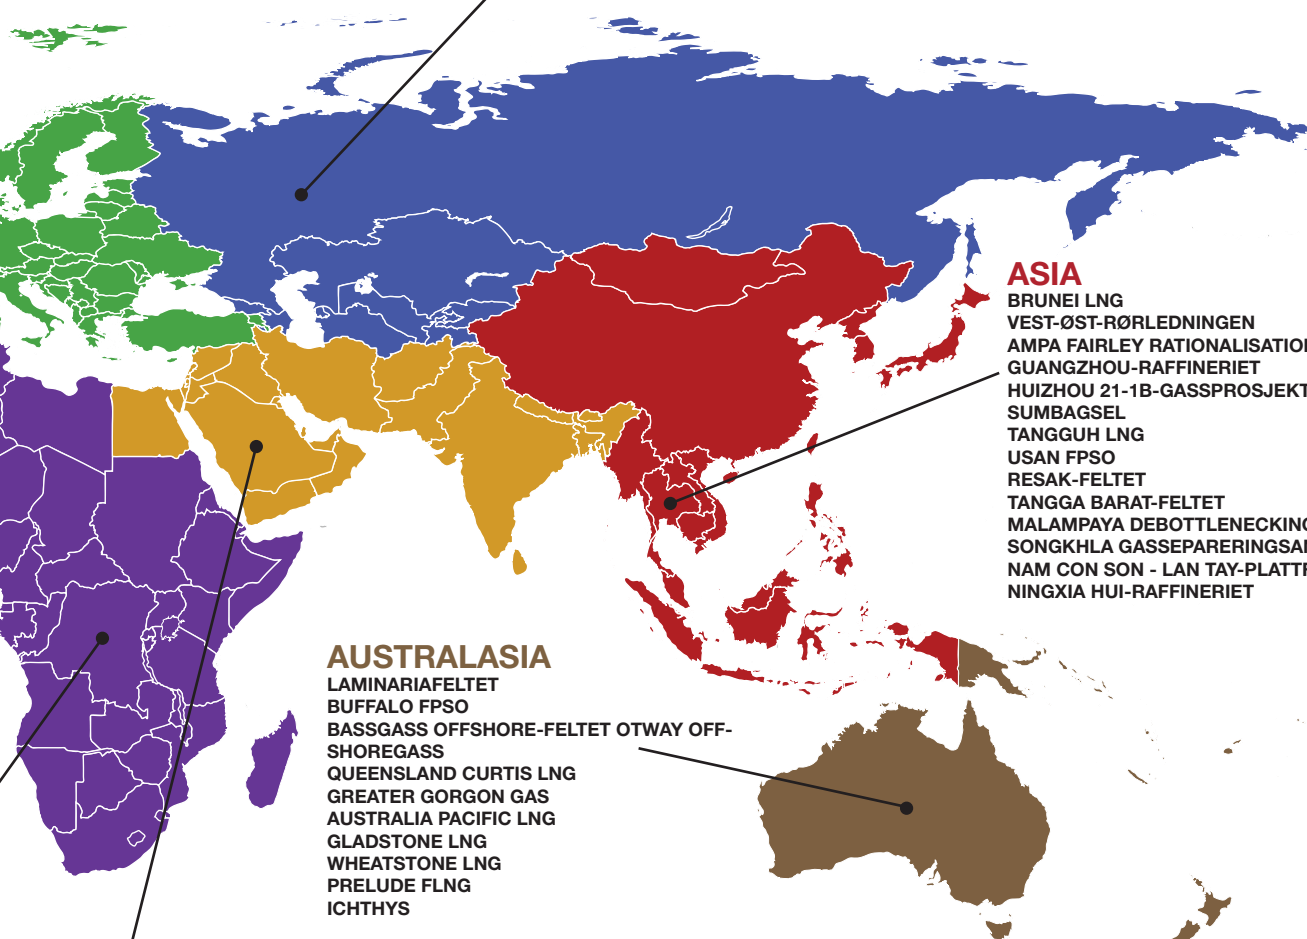 ASIA
BRUNEI LNG
VEST-ØST-RØRLEDNINGEN
AMPA FAIRLEY RATIONALISATION
GUANGZHOU-RAFFINERIET
HUIZHOU 21-1B-GASSPROSJEKT
SUMBAGSEL
TANGGUH LNG
USAN FPSO
RESAK-FELTET
TANGGA BARAT-FELTET
MALAMPAYA DEBOTTLENECKING
SONGKHLA
NAM CON SON - LAN TAY-
NINGXIA HUI-RAFFINERIET
AUSTRALASIA
LAMINARIAFELTET
BUFFALO FPSO
BASSGASS OFFSHORE-FELTET OTWAY OFF-
SHOREGASS
QUEENSLAND CURTIS LNG
GREATER GORGON GAS
AUSTRALIA PACIFIC LNG
GLADSTONE LNG
WHEATSTONE LNG
PRELUDE FLNG
ICHTHYS